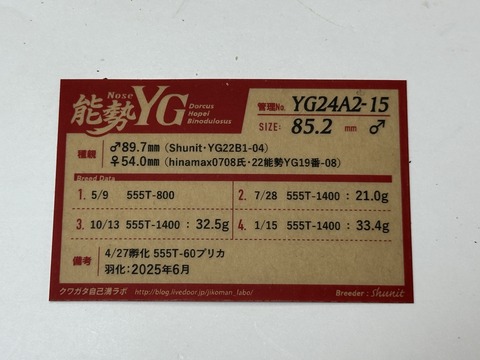 Nose
能勢YG
Dorcus
Hopei
Binodulosus
管理No. YG24A2-15
SIZE: 85.2 mm ♂
種親
♂89.7mm (Shunit・YG22B1-04)
♀54.0mm (hinamax0708氏・22能勢YG19番-08)
Breed Data
1. 5/9 555T-800
2. 7/28 555T-1400 : 21.0g
3. 10/13 555T-1400 : 32.5g
4. 1/15 555T-1400 : 33.4g
備考
4/27孵化 555T-60プリカ
羽化:2025年6月
クワガタ自己満ラボ http://blog.livedoor.jp/jikoman_labo/
Breeder : Shunit